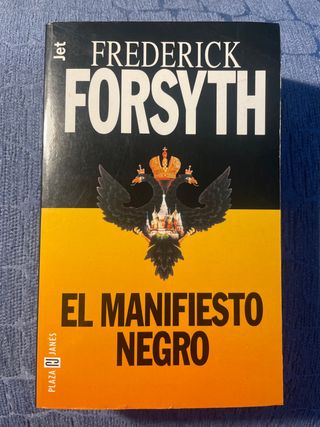 Jet
FREDERICK
FORSYTH
EL MANIFIESTO
NEGRO
PLAZA JANES